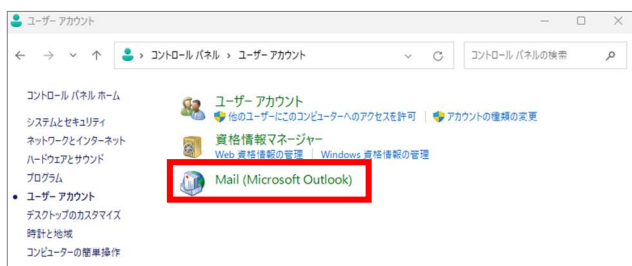 ユーザー アカウント
コントロール パネル › ユーザー アカウント
コントロール パネルの検索
コントロール パネル ホーム
システムとセキュリティ
ネットワークとインターネット
ハードウェアとサウンド
プログラム
ユーザー アカウント
デスクトップのカスタマイズ
時計と地域
コンピューターの簡単操作
ユーザー アカウント
他のユーザーにこのコンピューターへのアクセスを許可 | アカウントの種類の変更
資格情報マネージャー
Web 資格情報の管理 | Windows 資格情報の管理
Mail (Microsoft Outlook)